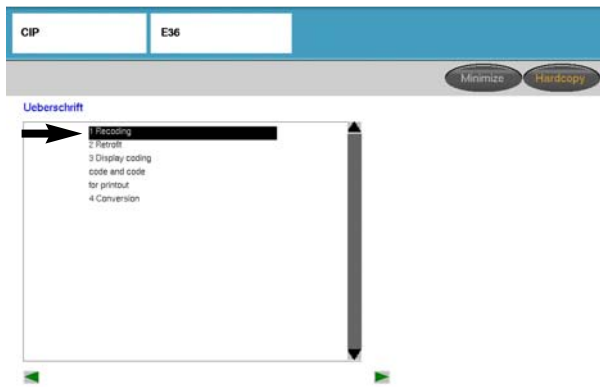 CIP
E36
Minimize
Hardcopy
Ueberschrift
1 Recoding
2 Retrofit
3 Display coding
code and code
for printout
4 Conversion